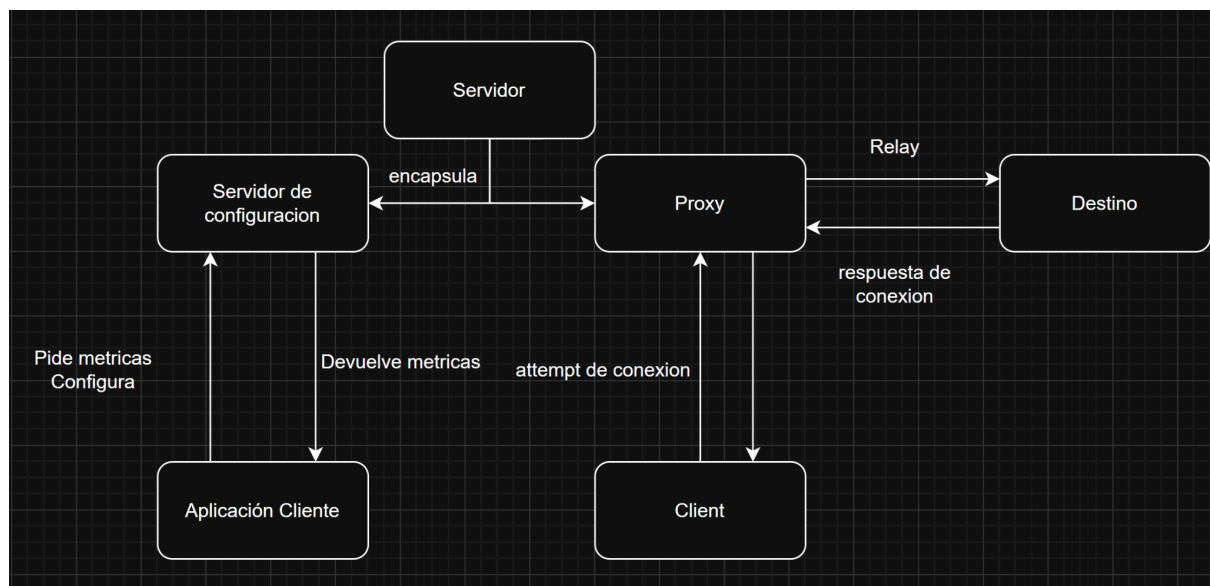 Servidor
Relay
encapsula
Servidor de
configuracion
Proxy
Destino
respuesta de
conexion
Pide metricas
Configura
Devuelve metricas
attempt de conexion
Aplicación Cliente
Client